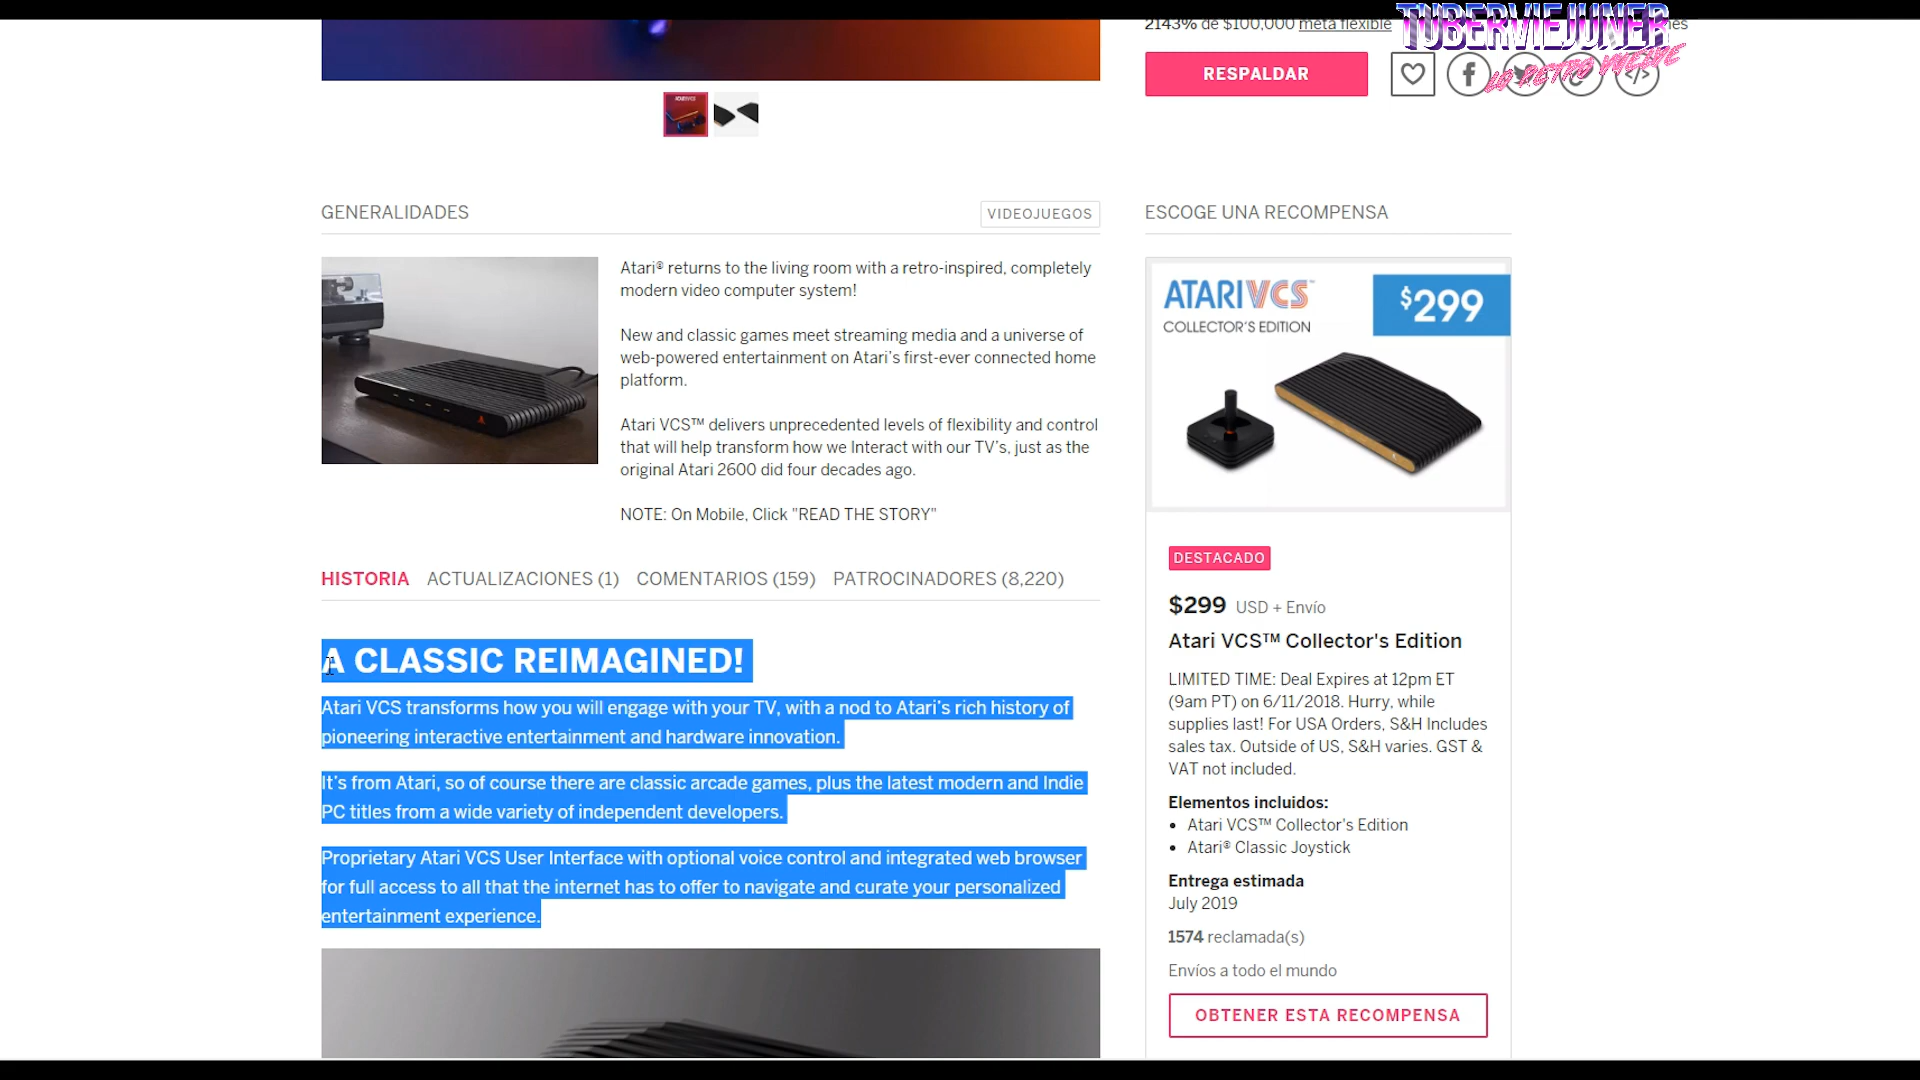 TUBERVIEJUNER
LO RETRO MUERDE
2143% de $100,000 meta flexible
RESPALDAR
GENERALIDADES
VIDEOJUEGOS
Atari® returns to the living room with a retro-inspired, completely
modern video computer system!
New and classic games meet streaming media and a universe of
web-powered entertainment on Atari's first-ever connected home
platform.
Atari VCS™ delivers unprecedented levels of flexibility and control
that will help transform how we Interact with our TV's, just as the
original Atari 2600 did four decades ago.
NOTE: On Mobile, Click "READ THE STORY"
HISTORIA ACTUALIZACIONES (1) COMENTARIOS (159) PATROCINADORES (8,220)
A CLASSIC REIMAGINED!
Atari VCS transforms how you will engage with your TV, with a nod to Atari's rich history of
pioneering interactive entertainment and hardware innovation.
It's from Atari, so of course there are classic arcade games, plus the latest modern and Indie
PC titles from a wide variety of independent developers.
Proprietary Atari VCS User Interface with optional voice control and integrated web browser
for full access to all that the internet has to offer to navigate and curate your personalized
entertainment experience.
ESCOGE UNA RECOMPENSA
ATARI VCS™
COLLECTOR'S EDITION
$299
DESTACADO
$299 USD + Envío
Atari VCS™ Collector's Edition
LIMITED TIME: Deal Expires at 12pm ET
(9am PT) on 6/11/2018. Hurry, while
supplies last! For USA Orders, S&H Includes
sales tax. Outside of US, S&H varies. GST &
VAT not included.
Elementos incluidos:
• Atari VCS™ Collector's Edition
• Atari® Classic Joystick
Entrega estimada
July 2019
1574 reclamada(s)
Envíos a todo el mundo
OBTENER ESTA RECOMPENSA